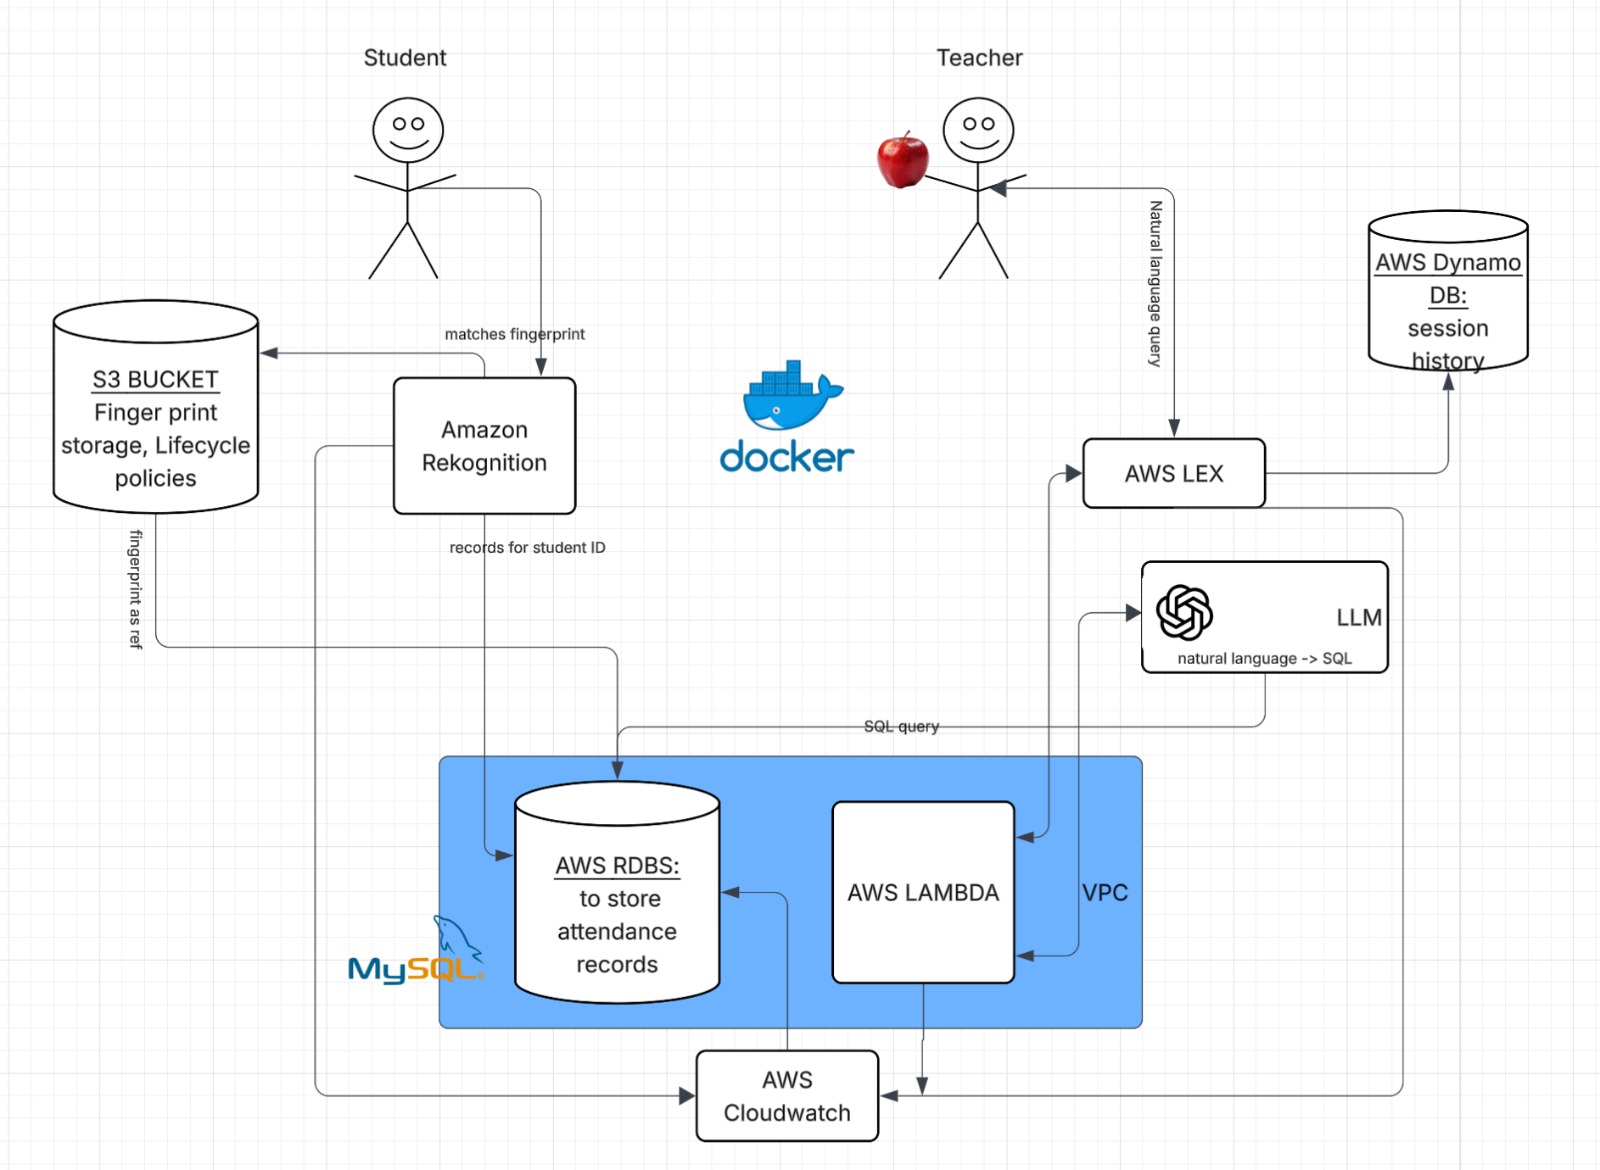 Student
Teacher
Natural language query
AWS Dynamo
DB:
session
history
matches fingerprint
S3 BUCKET
Finger print
storage, Lifecycle
policies
Amazon
Rekognition
docker
AWS LEX
fingerprint as ref
records for student ID
LLM
natural language -> SQL
SQL query
AWS RDBS:
to store
attendance
records
AWS LAMBDA
VPC
MySQL
AWS
Cloudwatch